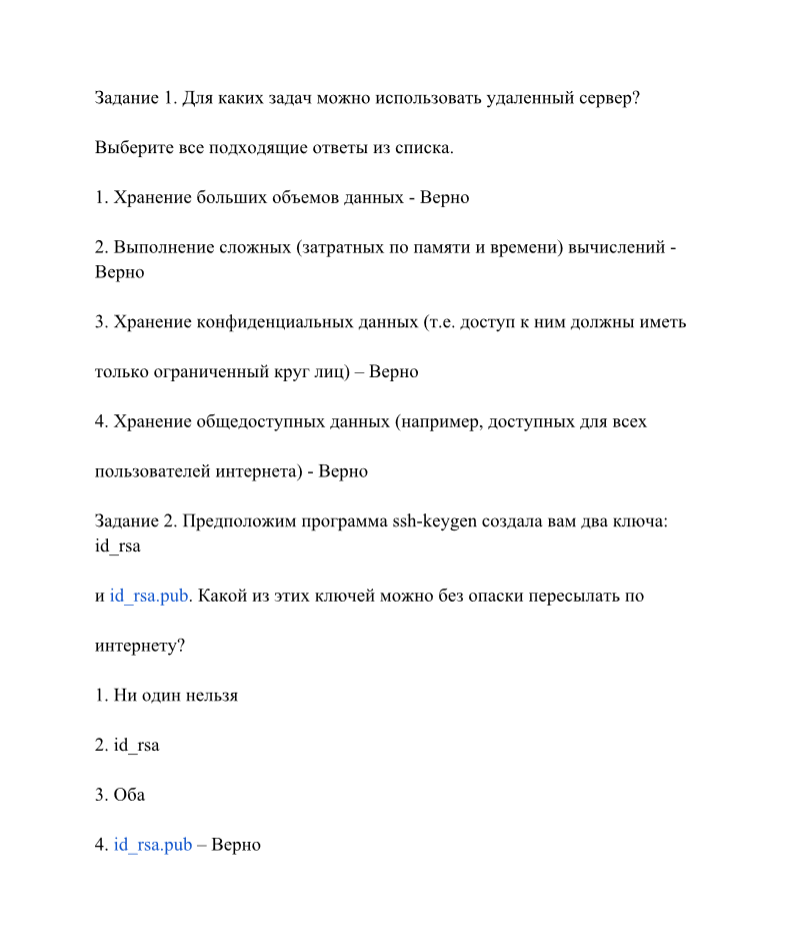 Задание 1. Для каких задач можно использовать удаленный сервер?
Выберите все подходящие ответы из списка.
1. Хранение больших объемов данных - Верно
2. Выполнение сложных (затратных по памяти и времени) вычислений -
Верно
3. Хранение конфиденциальных данных (т.е. доступ к ним должны иметь
только ограниченный круг лиц) – Верно
4. Хранение общедоступных данных (например, доступных для всех
пользователей интернета) - Верно
Задание 2. Предположим программа ssh-keygen создала вам два ключа:
id_rsa
и id_rsa.pub. Какой из этих ключей можно без опаски пересылать по
интернету?
1. Ни один нельзя
2. id_rsa
3. Оба
4. id_rsa.pub – Верно